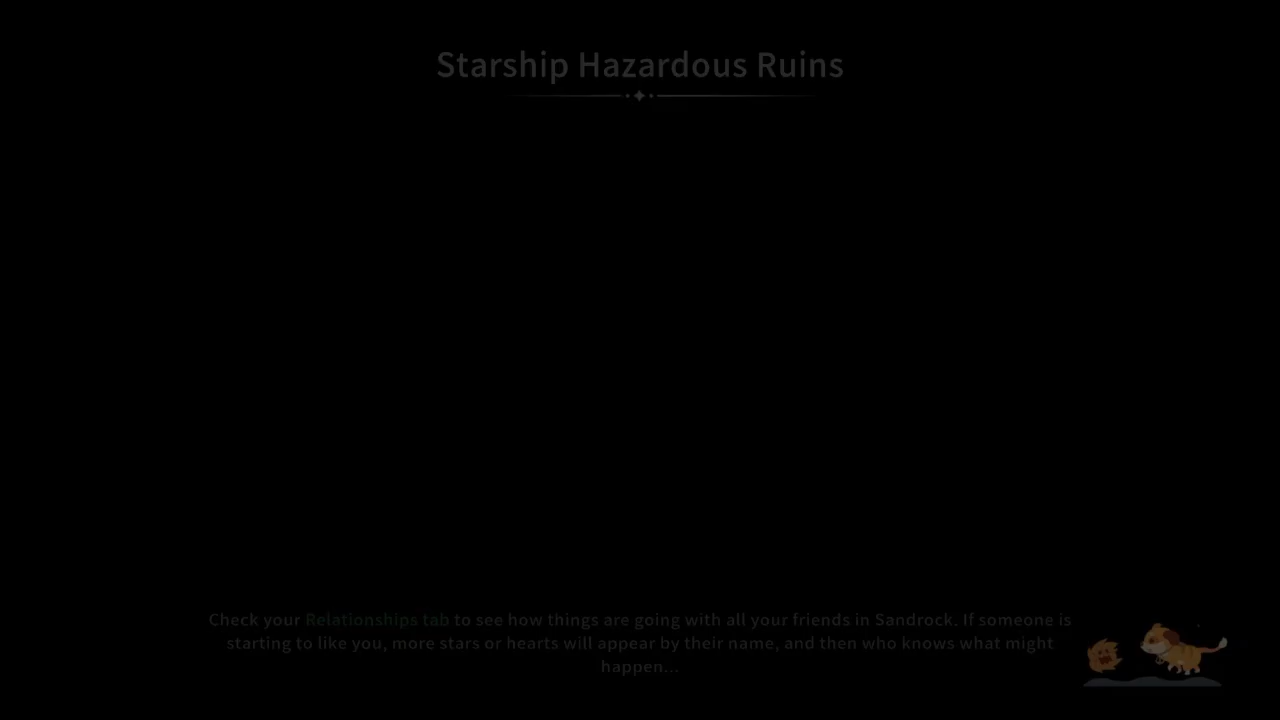 Starship Hazardous Ruins
Check your Relationships tab to see how things are going with all your friends in Sandrock. If someone is
starting to like you, more stars or hearts will appear by their name, and then who knows what might
happen...